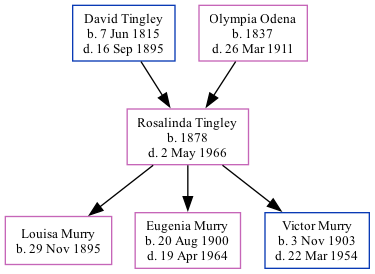 David Tingley
b. 7 Jun 1815
d. 16 Sep 1895
Olympia Odena
b. 1837
d. 26 Mar 1911
Rosalinda Tingley
b. 1878
d. 2 May 1966
Louisa Murry
b. 29 Nov 1895
Eugenia Murry
b. 20 Aug 1900
d. 19 Apr 1964
Victor Murry
b. 3 Nov 1903
d. 22 Mar 1954